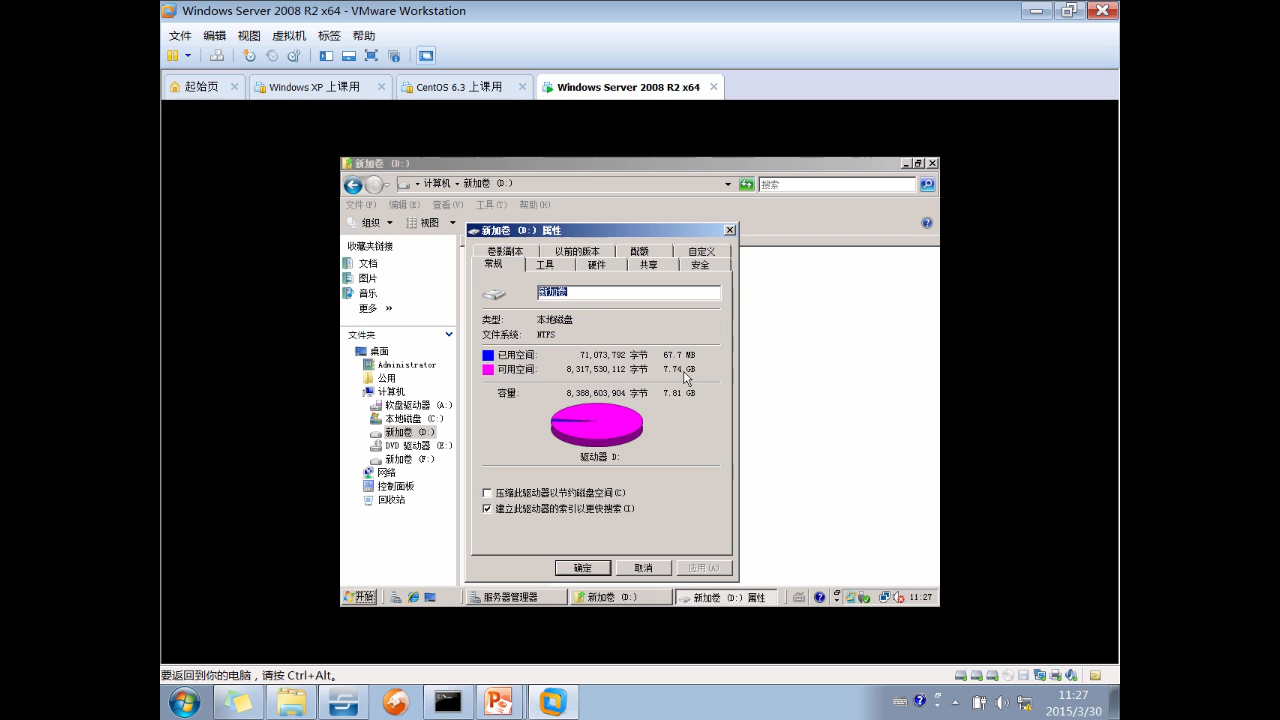 Windows Server 2008 R2 x64 - VMware Workstation
文件 编辑 视图 虚拟机 标签 帮助
起始页 Windows XP 上课用 CentOS 6.3 上课用 Windows Server 2008 R2 x64
新加卷 (D:)
计算机 新加卷 (D:) 搜索
文件(F) 编辑(E) 查看(V) 工具(T) 帮助(H)
组织 视图
收藏夹链接
文档
图片
音乐
更多 »
文件夹
桌面
Administrator
公用
计算机
软盘驱动器 (A:)
本地磁盘 (C:)
新加卷 (D:)
DVD 驱动器 (E:)
新加卷 (F:)
网络
控制面板
回收站
新加卷 (D:) 属性
卷影副本 以前的版本 配额 自定义
常规 工具 硬件 共享 安全
新加卷
类型: 本地磁盘
文件系统: NTFS
已用空间: 71,073,792 字节 67.7 MB
可用空间: 8,317,530,112 字节 7.74 GB
容量: 8,388,603,904 字节 7.81 GB
驱动器 D:
压缩此驱动器以节约磁盘空间(C)
建立此驱动器的索引以更快搜索(I)
确定 取消 应用(A)
开始 服务器管理器 新加卷 (D:) 新加卷 (D:) 属性 11:27
要返回到你的电脑，请按 Ctrl+Alt。
11:27
2015/3/30